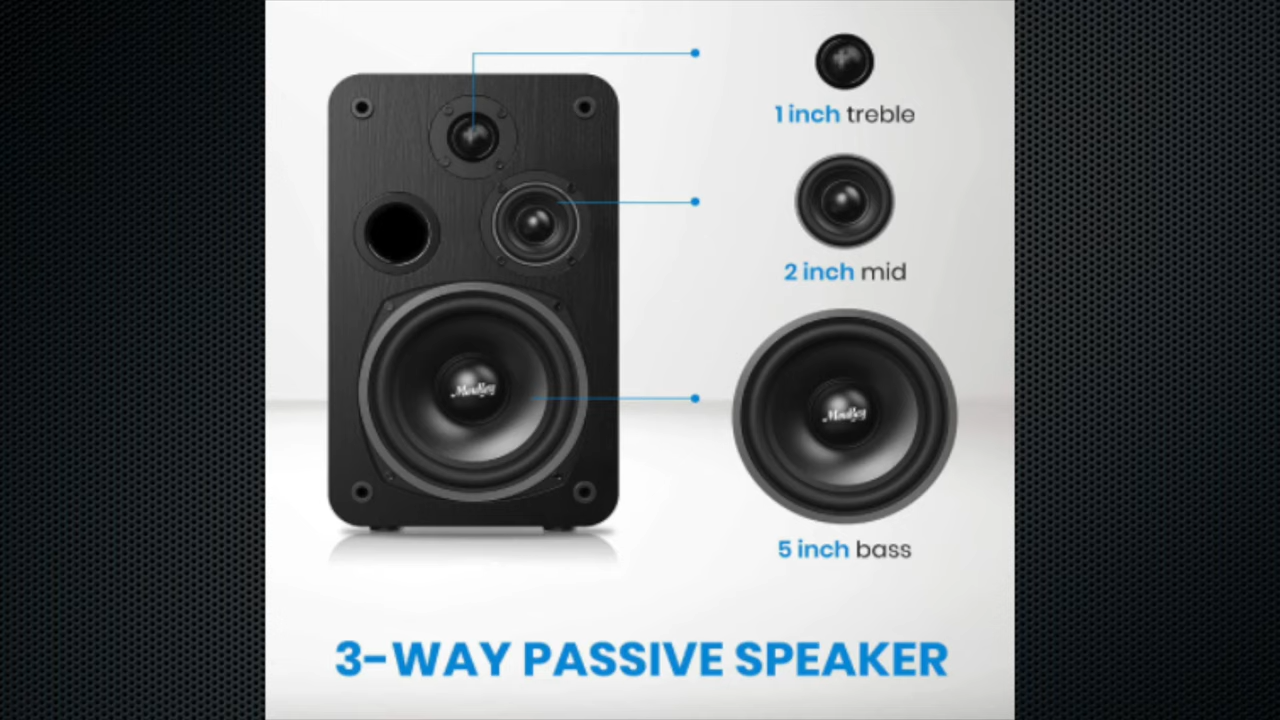 1 inch treble
2 inch mid
5 inch bass
3-WAY PASSIVE SPEAKER